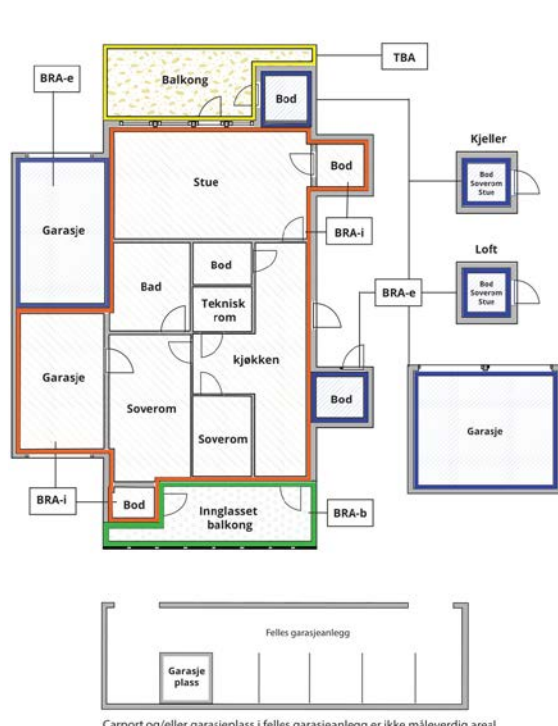 TBA
BRA-e
Balkong
Bod
Kjeller
Bod
Soverom
Stue
Stue
Bod
BRA-i
Garasje
Loft
Bod
Soverom
Stue
Bad
Bod
Teknisk
rom
BRA-e
kjøkken
Garasje
Soverom
Soverom
Bod
Garasje
BRA-i
Bod
Innglasset
balkong
BRA-b
Felles garasjeanlegg
Garasje
plass
Carport og/eller garasjeplass i felles garasjeanlegg er ikke måleverdig areal